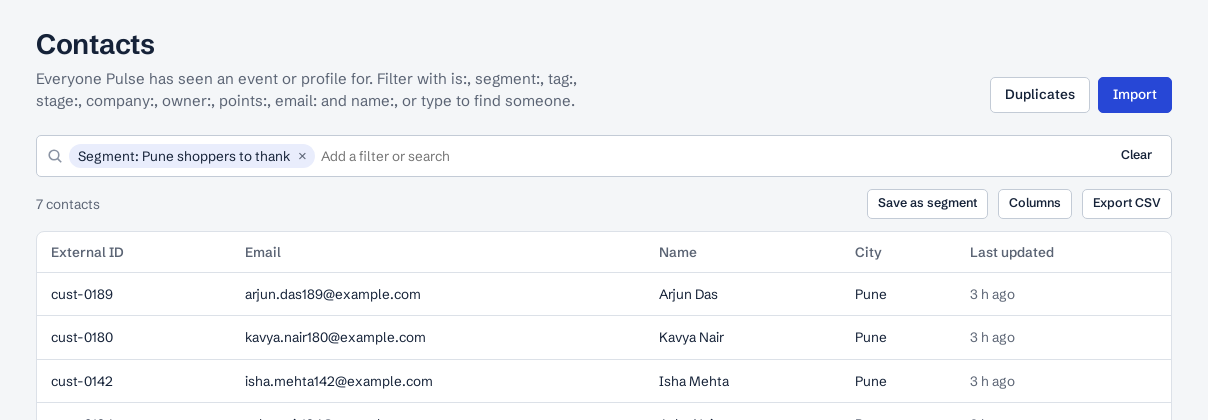 Contacts
Everyone Pulse has seen an event or profile for. Filter with is:, segment:, tag:,
stage:, company:, owner:, points:, email: and name:, or type to find someone.
Duplicates
Import
Segment: Pune shoppers to thank ×
Add a filter or search
Clear
7 contacts
Save as segment
Columns
Export CSV
External ID Email Name City Last updated
cust-0189 arjun.das189@example.com Arjun Das Pune 3 h ago
cust-0180 kavya.nair180@example.com Kavya Nair Pune 3 h ago
cust-0142 isha.mehta142@example.com Isha Mehta Pune 3 h ago